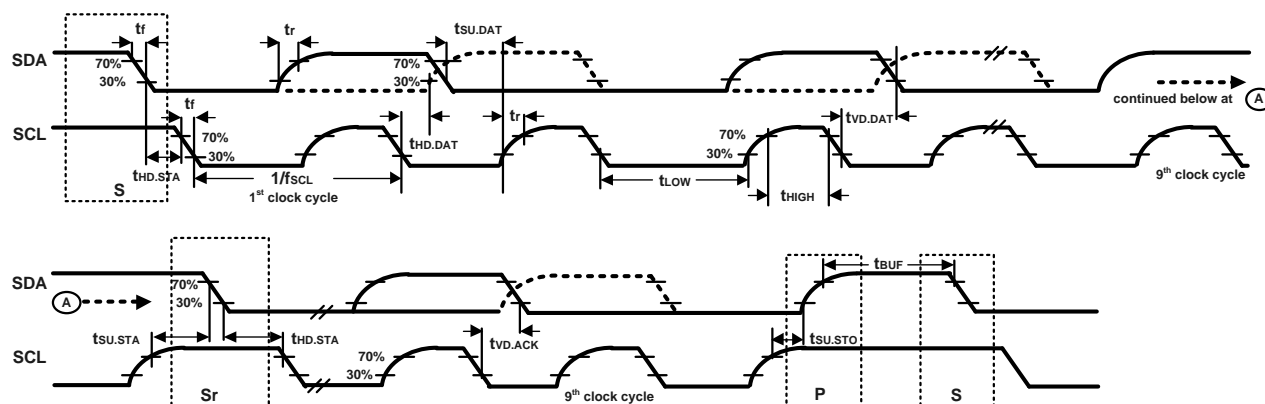 tf tr tSU.DAT
SDA 70% 30% 70% 30%
continued below at A
tf tr tVD.DAT
SCL 70% 30% tHD.DAT 70% 30%
tHD.STA 1/fSCL tLOW tHIGH 9th clock cycle
S 1st clock cycle
tBUF
SDA 70% 30%
A
tSU.STA tHD.STA tVD.ACK tSU.STO
SCL 70% 30%
Sr 9th clock cycle P S